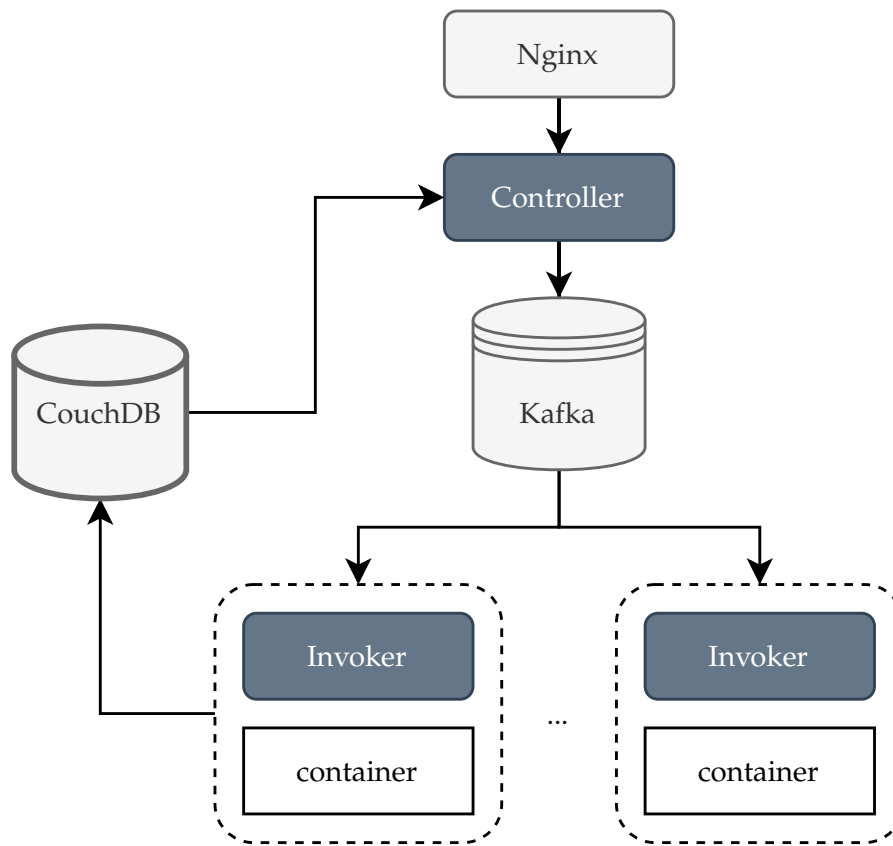 Nginx
Controller
CouchDB
Kafka
Invoker
Invoker
...
container
container